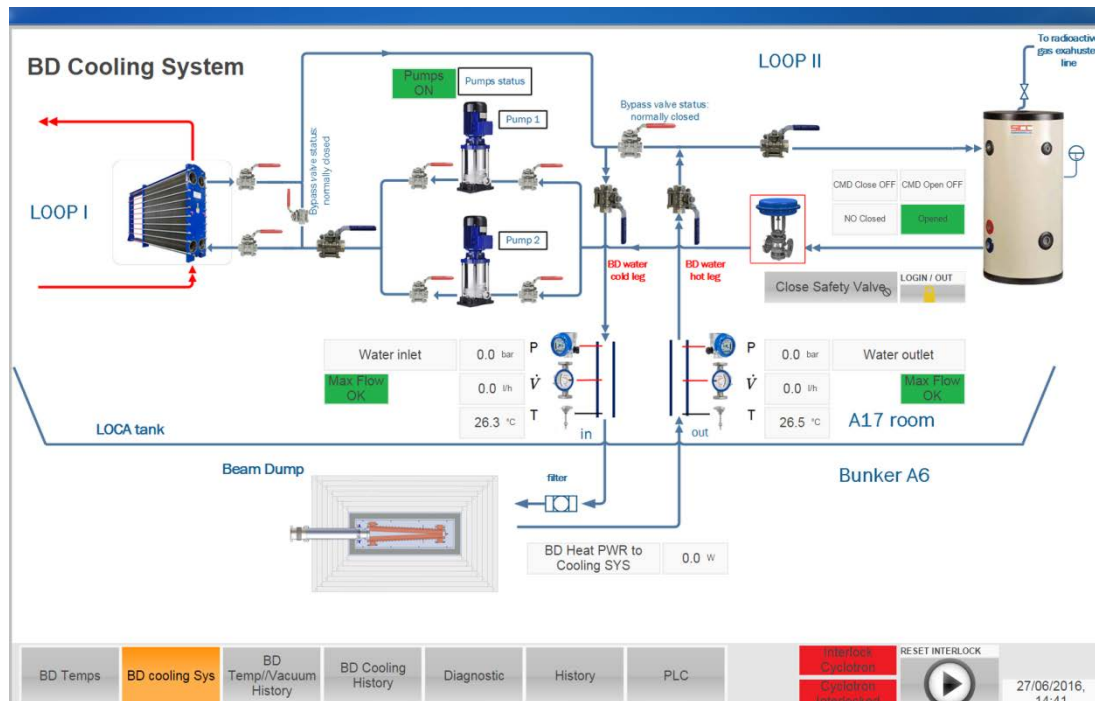 To radioactive
gas exahusted
line
BD Cooling System
LOOP II
Pumps
ON
Pumps status
Bypass valve status:
normally closed
Pump 1
Bypass valve status:
normally closed
LOOP I
CMD Close OFF
CMD Open OFF
NO Closed
Opened
Pump 2
BD water
cold leg
BD water
hot leg
Close Safety Valve
LOGIN / OUT
Water inlet
0.0 bar
P
P
0.0 bar
Water outlet
Max Flow
OK
0.0 l/h
V̇
V̇
0.0 l/h
Max Flow
OK
26.3 °C
T
T
26.5 °C
A17 room
LOCA tank
in
out
Beam Dump
filter
Bunker A6
BD Heat PWR to
Cooling SYS
0.0 W
BD Temps
BD cooling Sys
BD
Temp//Vacuum
History
BD Cooling
History
Diagnostic
History
PLC
Interlock
Cyclotron
Cyclotron
Interlocked
RESET INTERLOCK
27/06/2016,
14:41